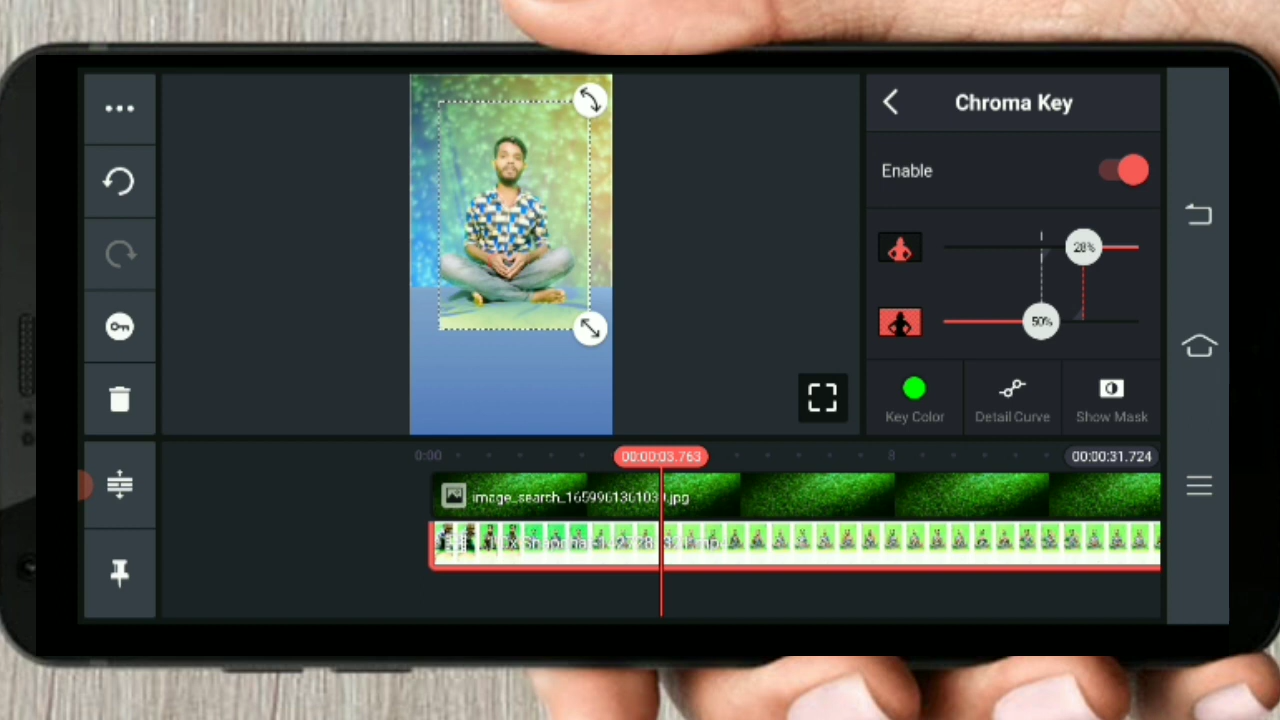 Chroma Key
Enable
28%
50%
Key Color
Detail Curve
Show Mask
0:00
00:00:03.763
8
00:00:31.724